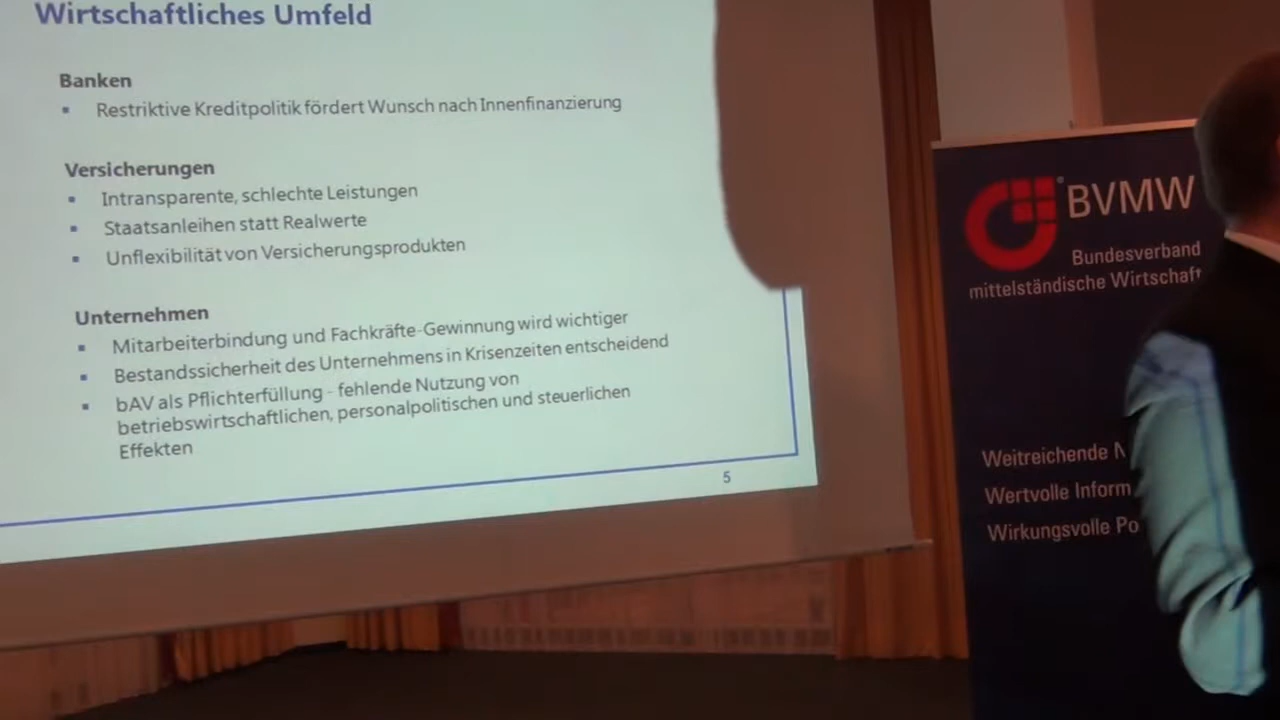 Wirtschaftliches Umfeld
Banken
▪ Restriktive Kreditpolitik fördert Wunsch nach Innenfinanzierung
Versicherungen
▪ Intransparente, schlechte Leistungen
▪ Staatsanleihen statt Realwerte
▪ Unflexibilität von Versicherungsprodukten
Unternehmen
▪ Mitarbeiterbindung und Fachkräfte-Gewinnung wird wichtiger
▪ Bestandssicherheit des Unternehmens in Krisenzeiten entscheidend
▪ bAV als Pflichterfüllung - fehlende Nutzung von
betriebswirtschaftlichen, personalpolitischen und steuerlichen
Effekten
5
BVMW
Bundesverband
mittelständische Wirtschaft
Weitreichende
Wertvolle
Wirkungsvolle